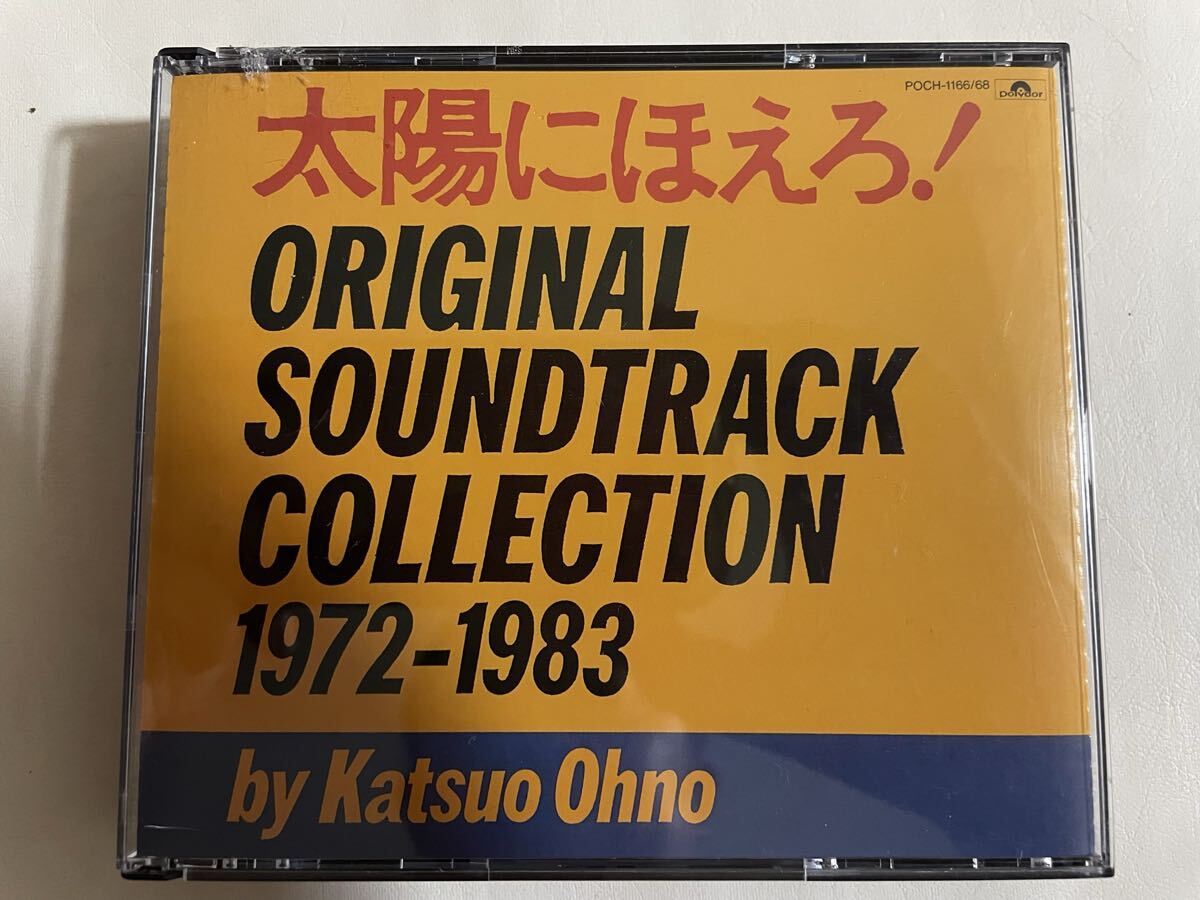 POCH-1166/68
Polydor
太陽にほえろ!
ORIGINAL
SOUNDTRACK
COLLECTION
1972-1983
by Katsuo Ohno